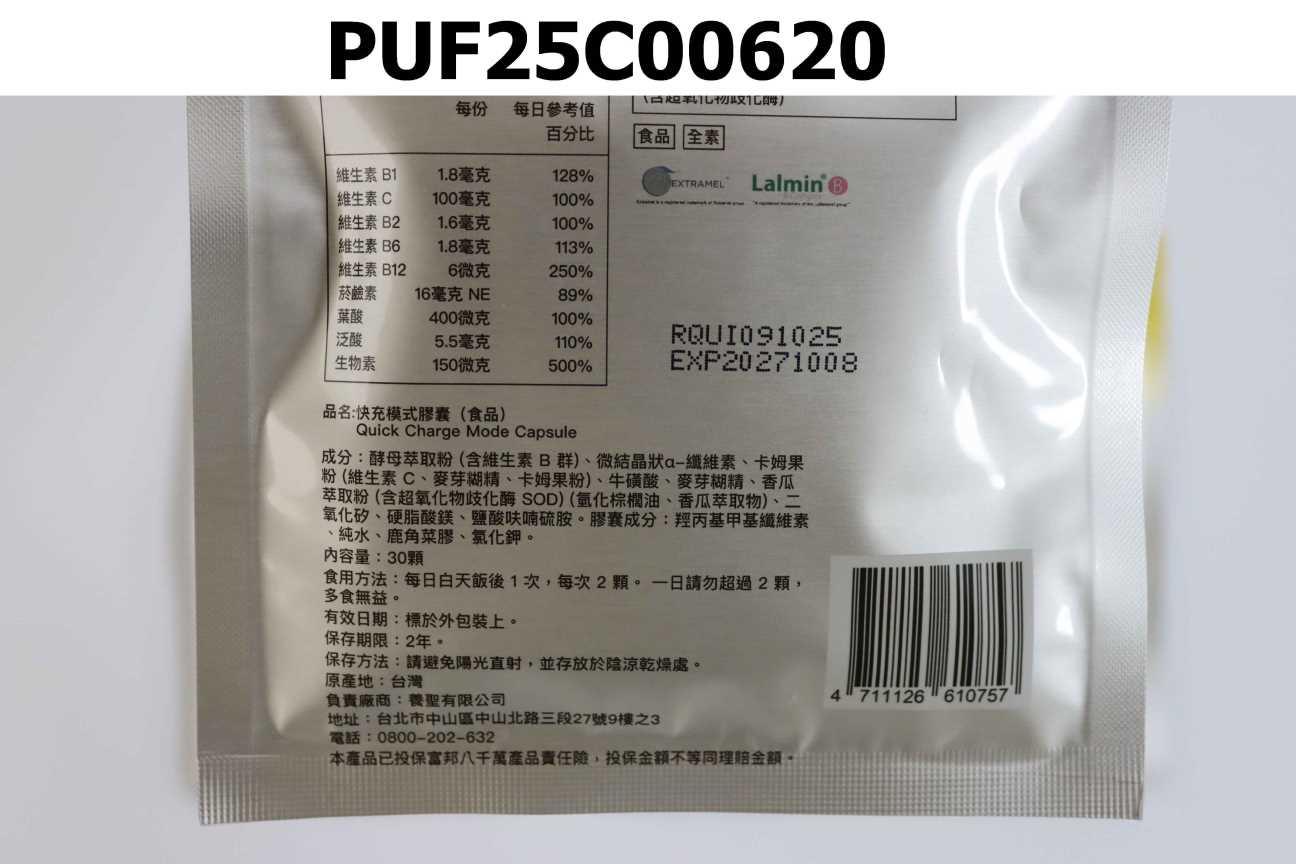 PUF25C00620
每份 每日參考值
百分比
維生素 B1 1.8毫克 128%
維生素 C 100毫克 100%
維生素 B2 1.6毫克 100%
維生素 B6 1.8毫克 113%
維生素 B12 6微克 250%
菸鹼素 16毫克 NE 89%
葉酸 400微克 100%
泛酸 5.5毫克 110%
生物素 150微克 500%
(含超氧化物歧化酶)
食品 全素
EXTRAMEL
Lalmin® B
RQUI091025
EXP20271008
品名:快充模式膠囊（食品）
Quick Charge Mode Capsule
成分：酵母萃取粉 (含維生素 B 群)、微結晶狀α-纖維素、卡姆果
粉 (維生素 C、麥芽糊精、卡姆果粉)、牛磺酸、麥芽糊精、香瓜
萃取粉 (含超氧化物歧化酶 SOD) (氫化棕櫚油、香瓜萃取物)、二
氧化矽、硬脂酸鎂、鹽酸呋喃硫胺。膠囊成分：羥丙基甲基纖維素
、純水、鹿角菜膠、氯化鉀。
內容量：30顆
食用方法：每日白天飯後 1 次，每次 2 顆。 一日請勿超過 2 顆，
多食無益。
有效日期：標於外包裝上。
保存期限：2年。
保存方法：請避免陽光直射，並存放於陰涼乾燥處。
原產地：台灣
負責廠商：養聖有限公司
地址：台北市中山區中山北路三段27號9樓之3
電話：0800-202-632
本產品已投保富邦八千萬產品責任險，投保金額不等同理賠金額。
4 711126 610757